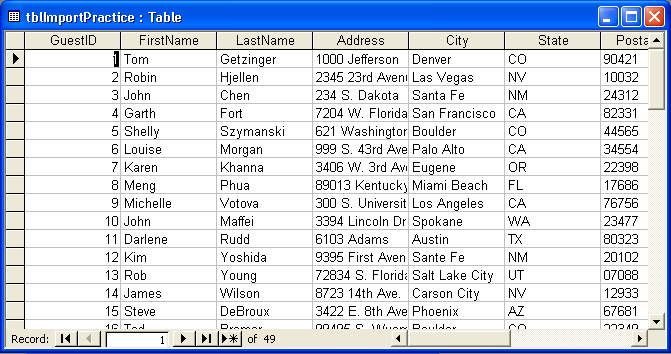 tblImportPractice : Table
GuestID FirstName LastName Address City State Posta
1 Tom Getzinger 1000 Jefferson Denver CO 90421
2 Robin Hjellen 2345 23rd Aven Las Vegas NV 10032
3 John Chen 234 S. Dakota Santa Fe NM 24312
4 Garth Fort 7204 W. Florida San Francisco CA 82331
5 Shelly Szymanski 621 Washington Boulder CO 44565
6 Louise Morgan 999 S. 43rd Ave Palo Alto CA 34554
7 Karen Khanna 3406 W. 3rd Av Eugene OR 22398
8 Meng Phua 89013 Kentucky Miami Beach FL 17686
9 Michelle Votova 300 S. Universit Los Angeles CA 76756
10 John Maffei 3394 Lincoln Dr Spokane WA 23477
11 Darlene Rudd 6103 Adams Austin TX 80323
12 Kim Yoshida 9395 First Aven Sante Fe NM 20102
13 Rob Young 72834 S. Florida Salt Lake City UT 07088
14 James Wilson 8723 14th Ave. Carson City NV 12933
15 Steve DeBroux 3422 E. 8th Ave Phoenix AZ 67681
16 Ted Bremer Boulder CO
Record: 1 of 49